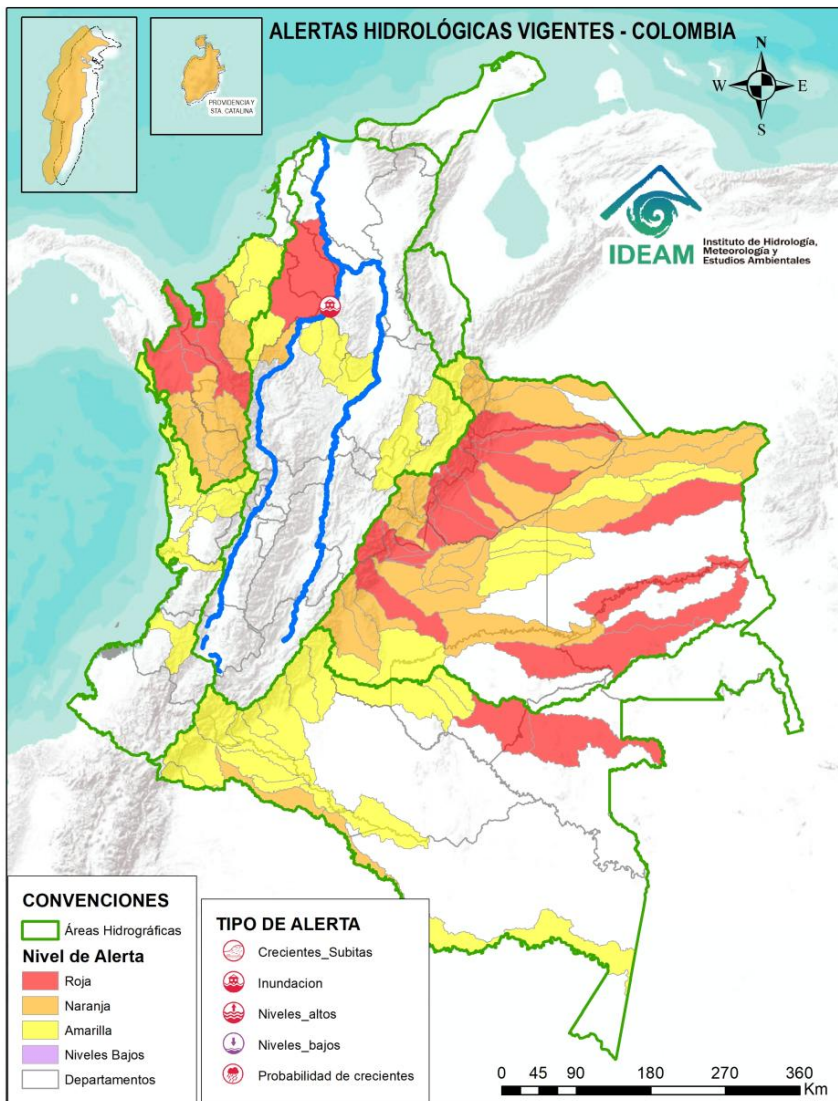 ALERTAS HIDROLÓGICAS VIGENTES - COLOMBIA
PROVIDENCIA Y
STA. CATALINA
N
W
E
S
IDEAM
Instituto de Hidrología,
Meteorología y
Estudios Ambientales
CONVENCIONES
Áreas Hidrográficas
Nivel de Alerta
Roja
Naranja
Amarilla
Niveles Bajos
Departamentos
TIPO DE ALERTA
Crecientes_Subitas
Inundacion
Niveles_altos
Niveles_bajos
Probabilidad de crecientes
0 45 90 180 270 360
Km